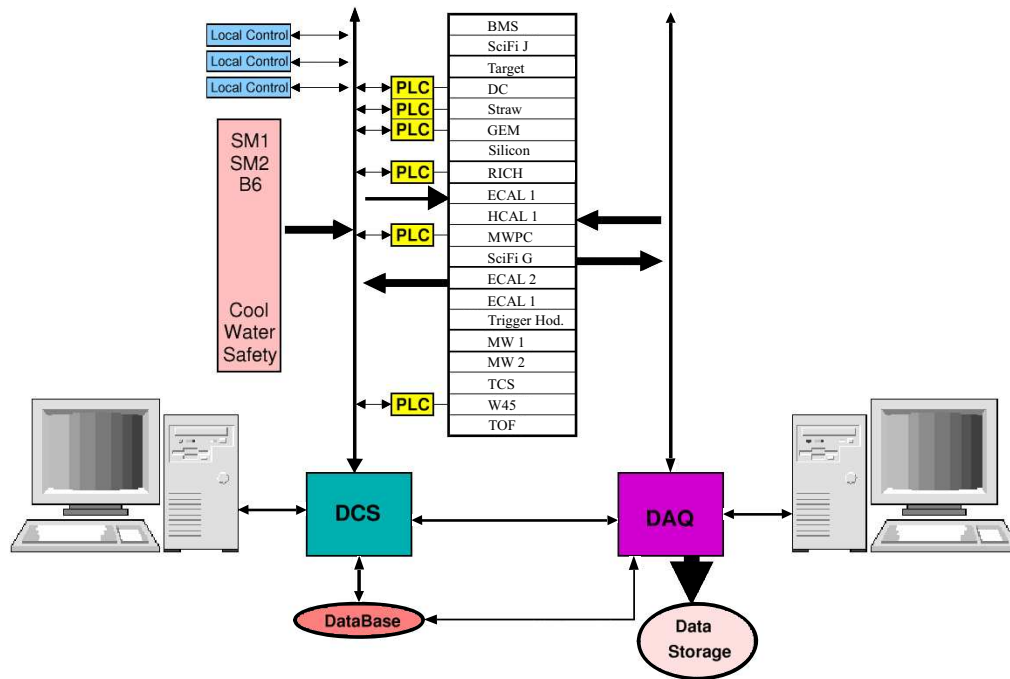 Local Control
Local Control
Local Control
SM1
SM2
B6
Cool
Water
Safety
PLC
PLC
PLC
PLC
PLC
PLC
BMS
SciFi J
Target
DC
Straw
GEM
Silicon
RICH
ECAL 1
HCAL 1
MWPC
SciFi G
ECAL 2
ECAL 1
Trigger Hod.
MW 1
MW 2
TCS
W45
TOF
DCS
DAQ
DataBase
Data
Storage